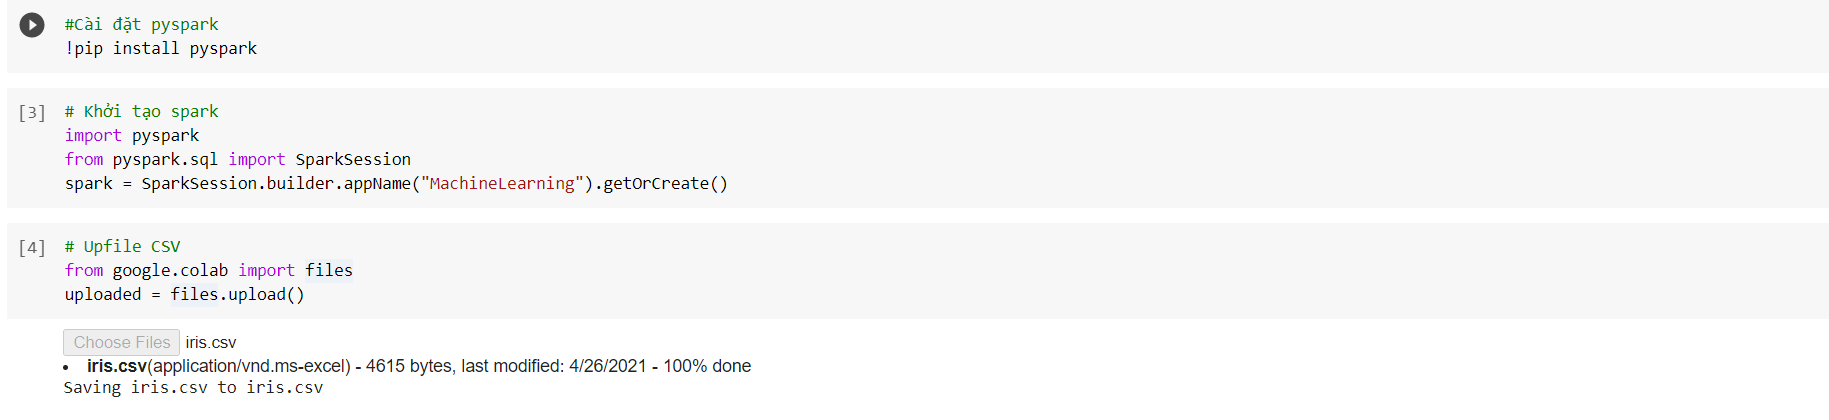 #Cài đặt pyspark
!pip install pyspark
[3] # Khởi tạo spark
import pyspark
from pyspark.sql import SparkSession
spark = SparkSession.builder.appName("MachineLearning").getOrCreate()
[4] # Upfile CSV
from google.colab import files
uploaded = files.upload()
Choose Files iris.csv
• iris.csv(application/vnd.ms-excel) - 4615 bytes, last modified: 4/26/2021 - 100% done
Saving iris.csv to iris.csv